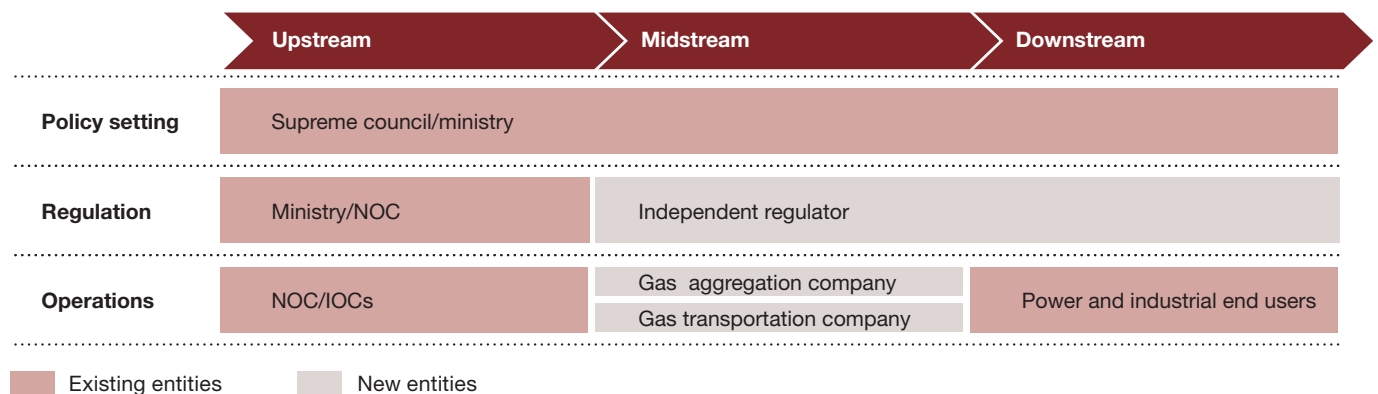 Upstream
Midstream
Downstream
Policy setting
Supreme council/ministry
Regulation
Ministry/NOC
Independent regulator
Operations
NOC/IOCs
Gas aggregation company
Gas transportation company
Power and industrial end users
Existing entities
New entities